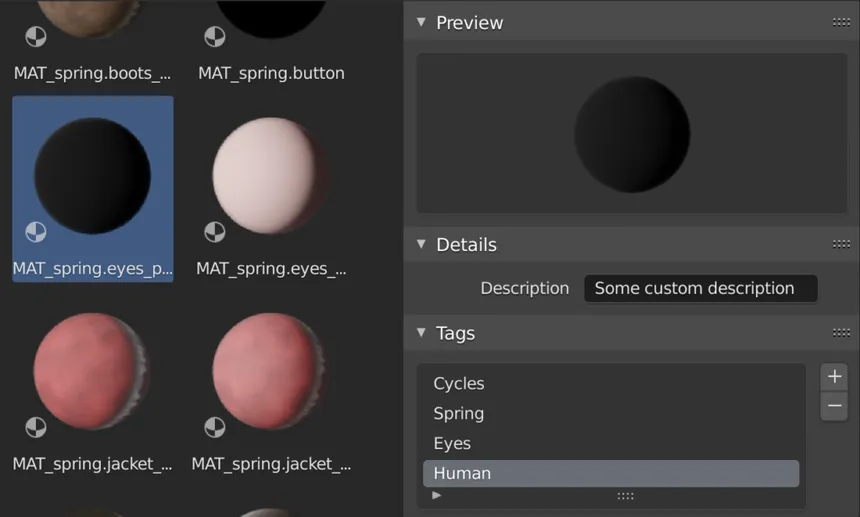 MAT_spring.boots_...
MAT_spring.button
MAT_spring.eyes_p...
MAT_spring.eyes_...
MAT_spring.jacket_...
MAT_spring.jacket_...
Preview
Details
Description
Some custom description
Tags
Cycles
Spring
Eyes
Human